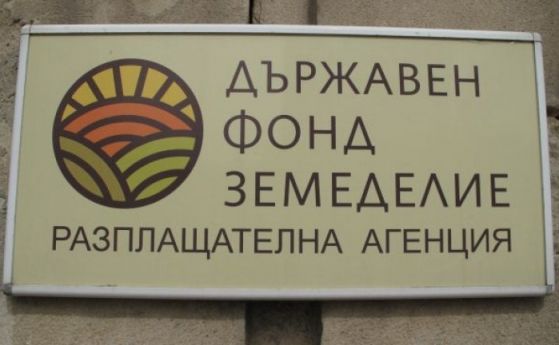 ДЪРЖАВЕН
ФОНД
ЗЕМЕДЕЛИЕ
РАЗПЛАЩАТЕЛНА АГЕНЦИЯ